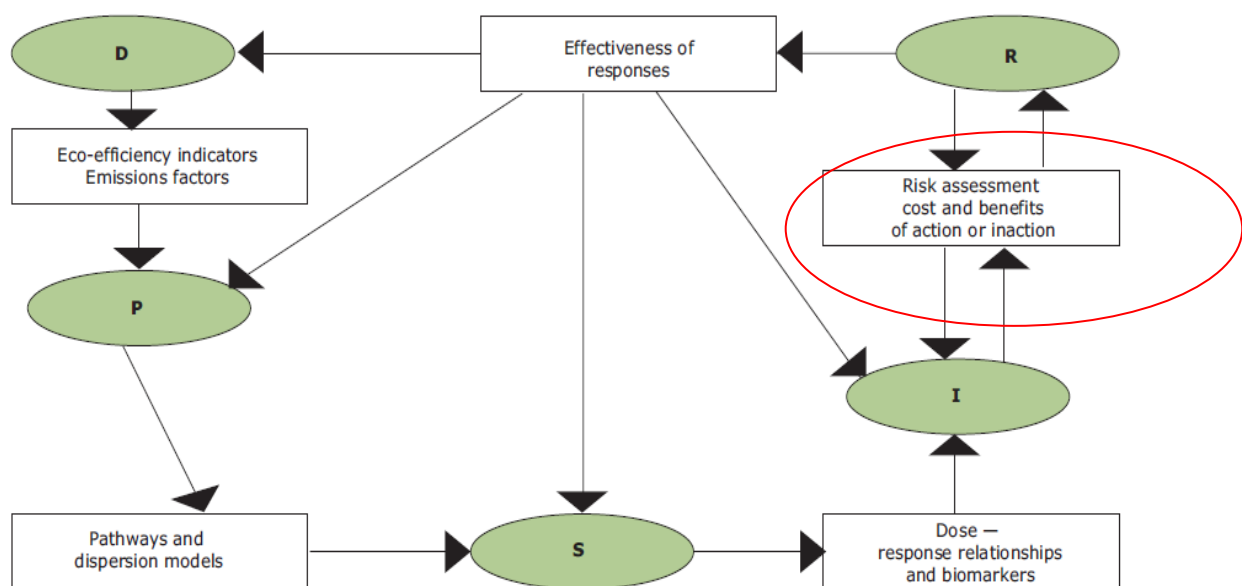 D
Effectiveness of
responses
R
Eco-efficiency indicators
Emissions factors
Risk assessment
cost and benefits
of action or inaction
P
I
Pathways and
dispersion models
S
Dose —
response relationships
and biomarkers